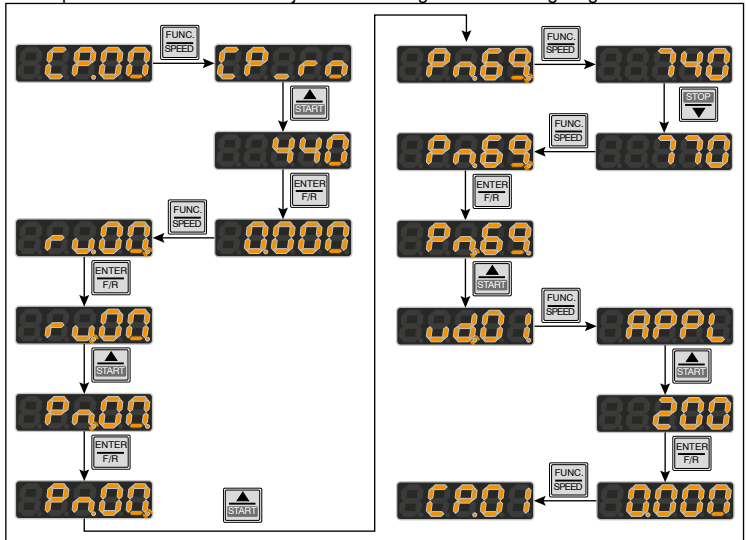 CP.00
FUNC.
SPEED
CP_ro
START
440
ENTER
F/R
0.000
FUNC.
SPEED
ru.00
ENTER
F/R
ru.00
START
Pn.00
ENTER
F/R
Pn.00
START
Pn.69
FUNC.
SPEED
740
STOP
770
FUNC.
SPEED
Pn.69
ENTER
F/R
Pn.69
START
ud.01
FUNC.
SPEED
APPL
START
200
ENTER
F/R
0.000
FUNC.
SPEED
CP.01